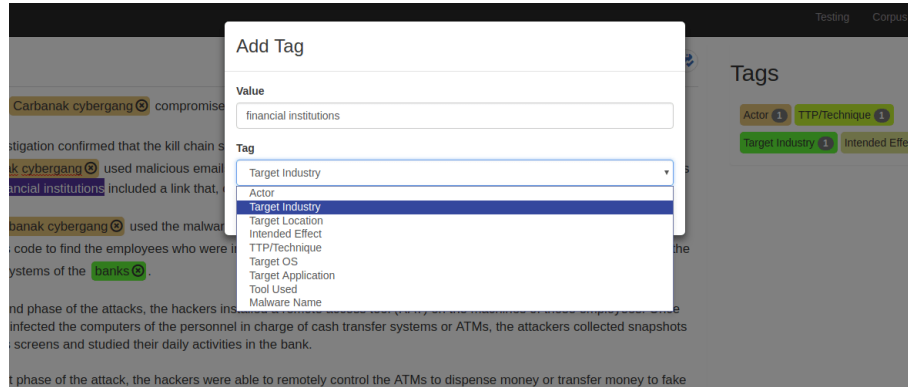 Testing Corpus
Add Tag
Tags
Value
financial institutions
Carbanak cybergang compromise
Actor 1 TTP/Technique 1
Target Industry 1 Intended Effe
stigation confirmed that the kill chain s
Tag
cybergang used malicious email
Target Industry
ancial institutions included a link that,
Actor
Target Industry
Target Location
Intended Effect
TTP/Technique
Target OS
Target Application
Tool Used
Malware Name
banak cybergang used the malwar
s code to find the employees who were in the
ystems of the banks .
nd phase of the attacks, the hackers
infected the computers of the personnel in charge of cash transfer systems or ATMs, the attackers collected snapshots
s screens and studied their daily activities in the bank.
t phase of the attack, the hackers were able to remotely control the ATMs to dispense money or transfer money to fake